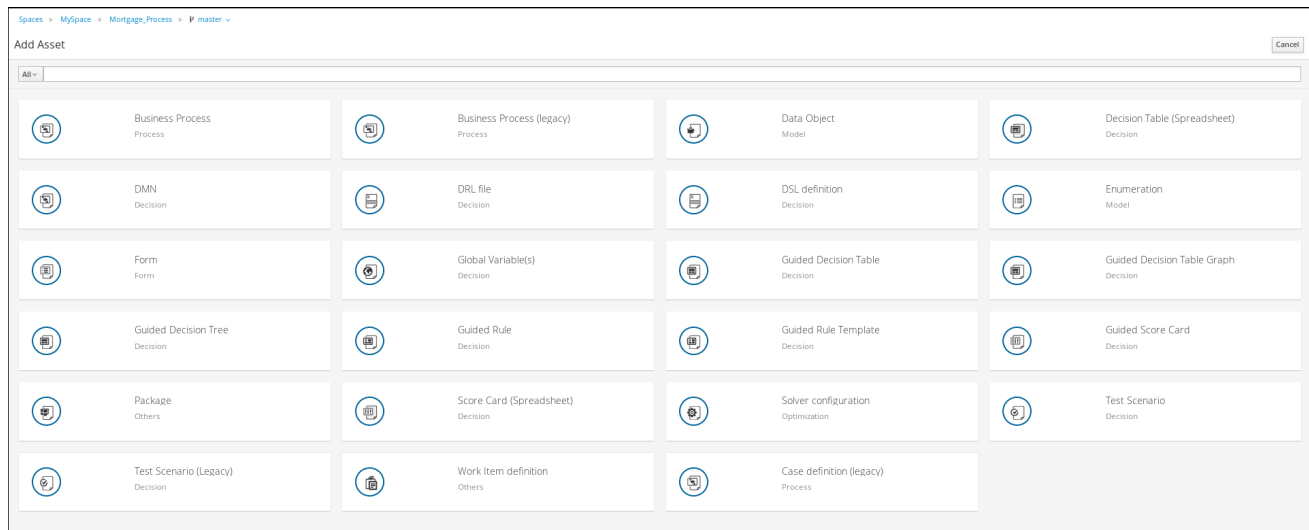 Spaces » MySpace » Mortgage_Process » master
Add Asset
Cancel
All
Business Process
Process
Business Process (legacy)
Process
Data Object
Model
Decision Table (Spreadsheet)
Decision
DMN
Decision
DRL file
Decision
DSL definition
Decision
Enumeration
Model
Form
Form
Global Variable(s)
Decision
Guided Decision Table
Decision
Guided Decision Table Graph
Decision
Guided Decision Tree
Decision
Guided Rule
Decision
Guided Rule Template
Decision
Guided Score Card
Decision
Package
Others
Score Card (Spreadsheet)
Decision
Solver configuration
Optimization
Test Scenario
Decision
Test Scenario (Legacy)
Decision
Work Item definition
Others
Case definition (legacy)
Process